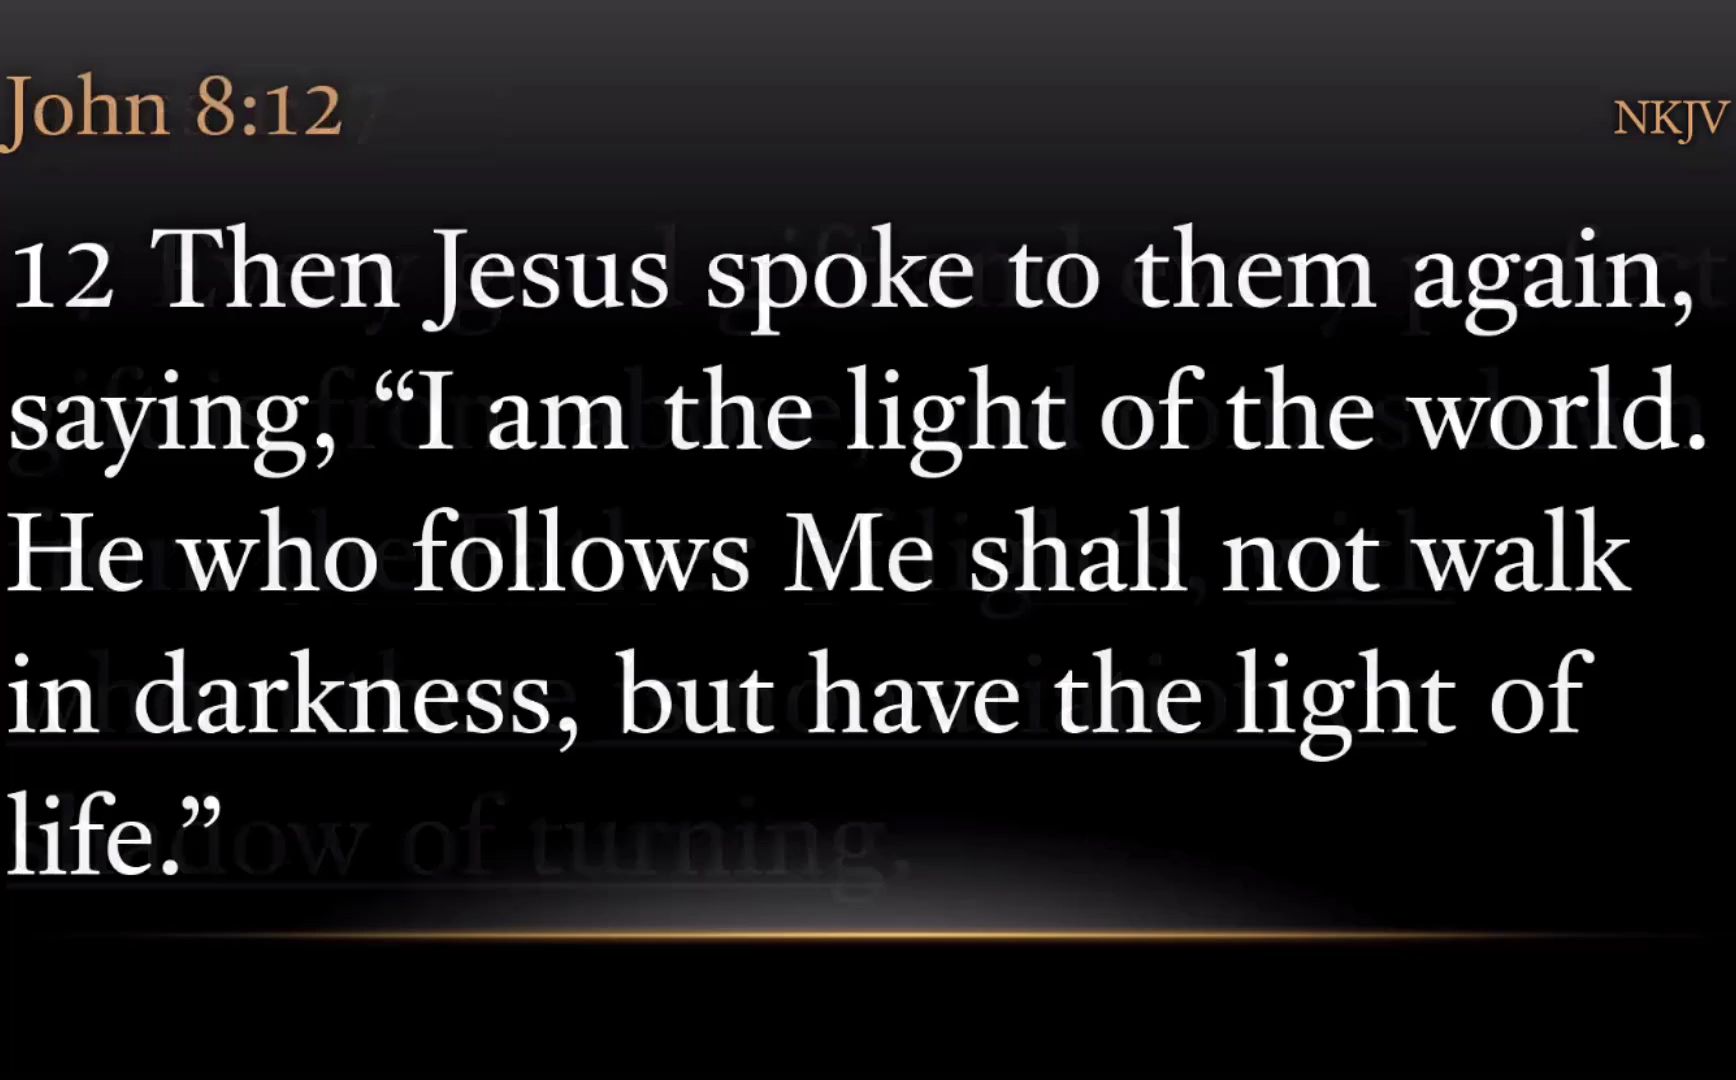 John 8:12
NKJV
12 Then Jesus spoke to them again,
saying, “I am the light of the world.
He who follows Me shall not walk
in darkness, but have the light of
life.”